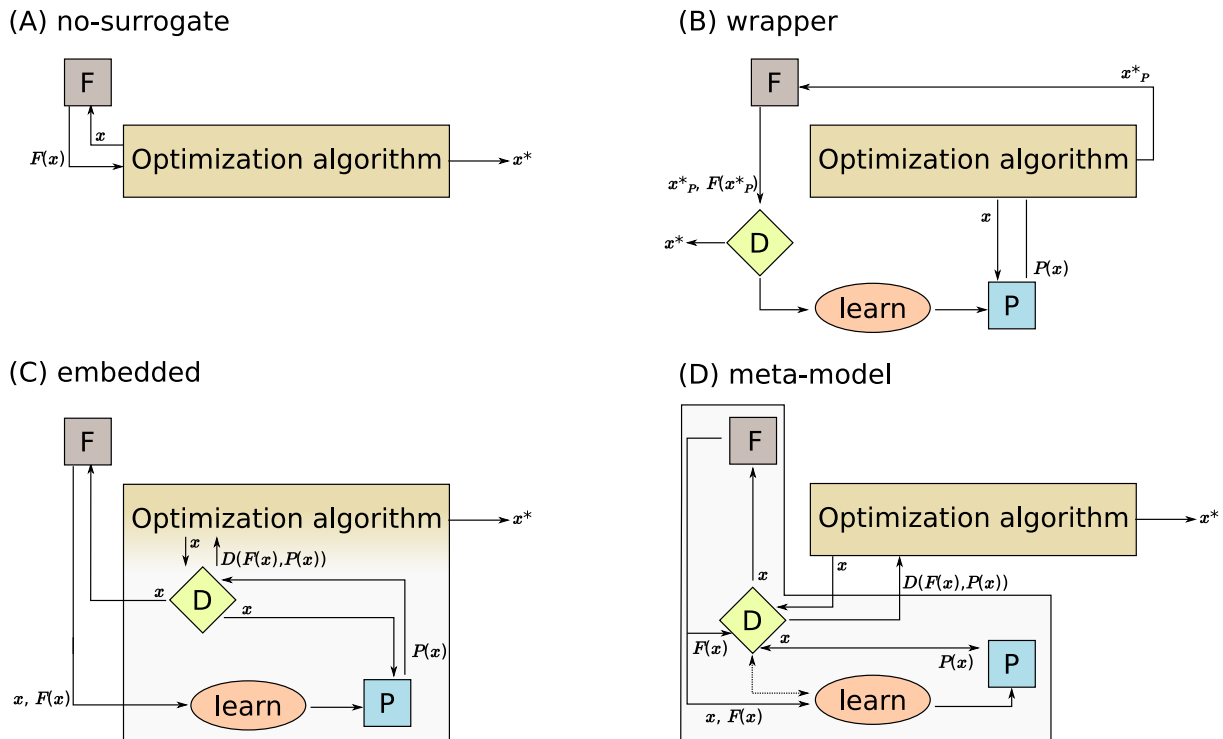 (A) no-surrogate
F
x
F(x)
Optimization algorithm
x*
(B) wrapper
F
x*P
Optimization algorithm
x*P, F(x*P)
x
x*
D
P(x)
learn
P
(C) embedded
F
Optimization algorithm
x*
x
D(F(x),P(x))
x
D
x
P(x)
x, F(x)
learn
P
(D) meta-model
F
Optimization algorithm
x*
x
x
D(F(x),P(x))
D
F(x)
x
P(x)
P
learn
x, F(x)